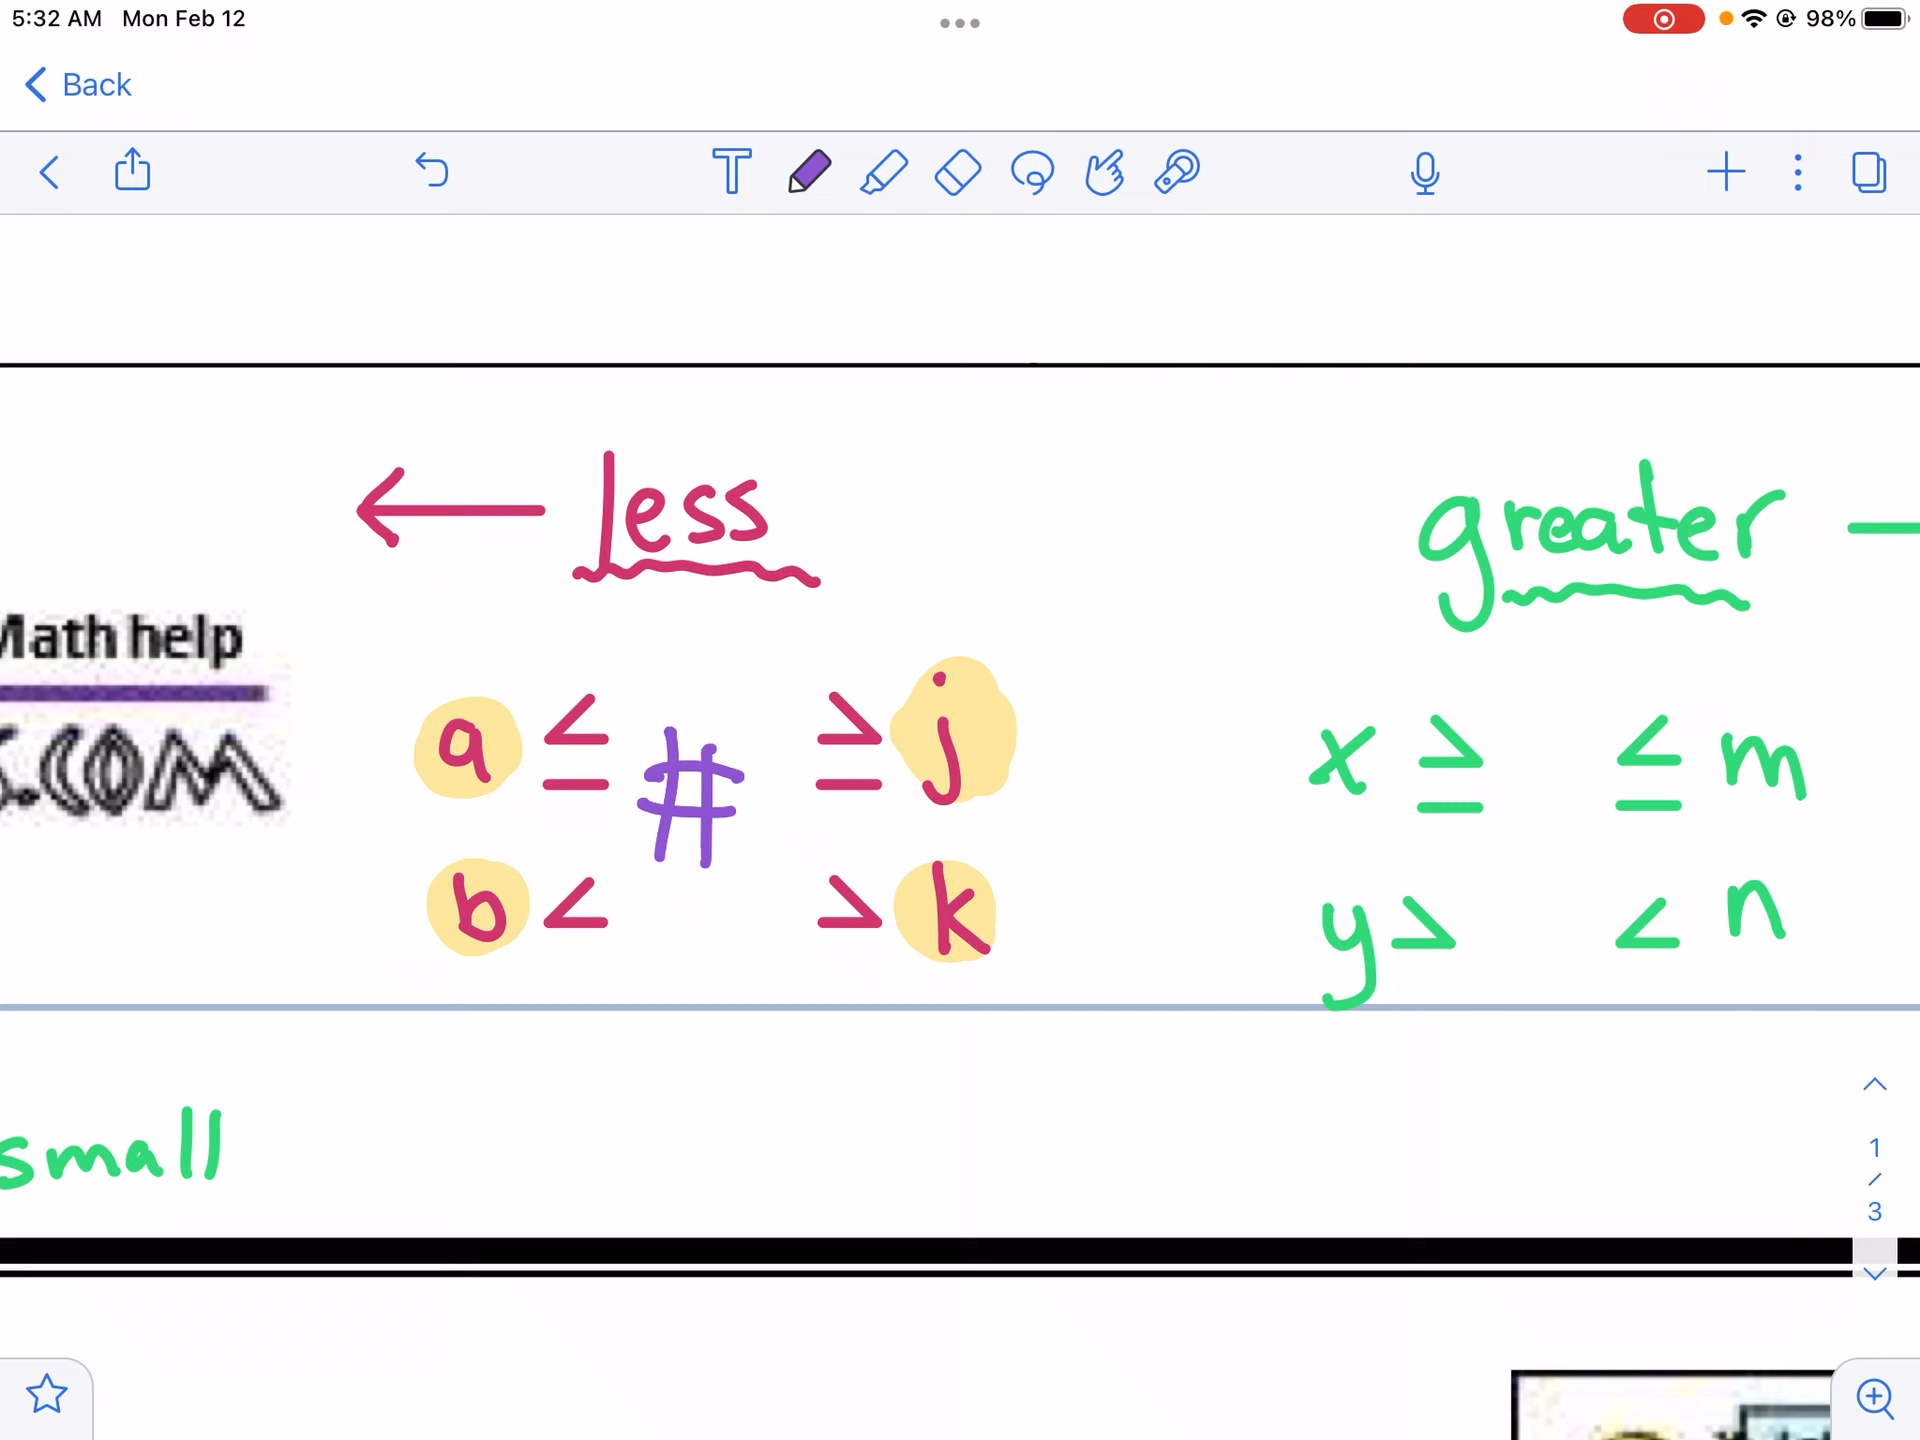 5:32 AM Mon Feb 12 98%
Back
less
greater
Math help
.COM
a ≤ # ≥ j
x ≥ ≤ m
b < > k
y > < n
small
1
/
3